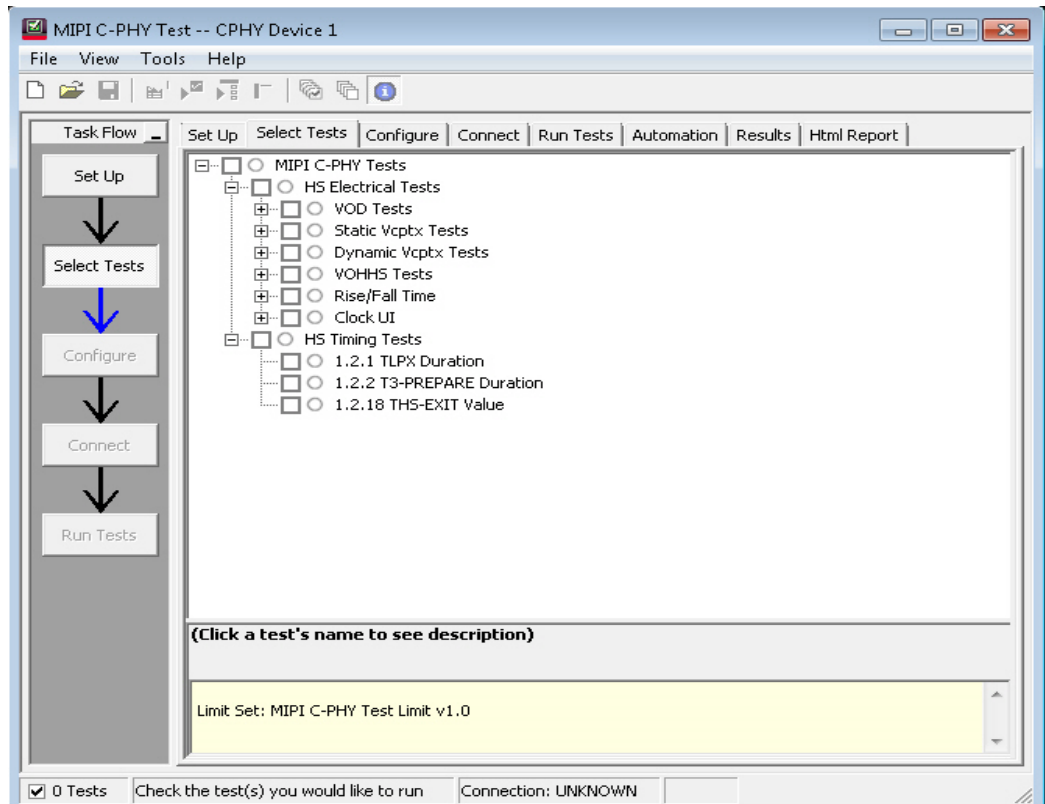 MIPI C-PHY Test -- CPHY Device 1
File View Tools Help
Task Flow
Set Up Select Tests Configure Connect Run Tests Automation Results Html Report
Set Up
Select Tests
Configure
Connect
Run Tests
MIPI C-PHY Tests
HS Electrical Tests
VOD Tests
Static Vcptx Tests
Dynamic Vcptx Tests
VOHHS Tests
Rise/Fall Time
Clock UI
HS Timing Tests
1.2.1 TLPX Duration
1.2.2 T3-PREPARE Duration
1.2.18 THS-EXIT Value
(Click a test's name to see description)
Limit Set: MIPI C-PHY Test Limit v1.0
0 Tests Check the test(s) you would like to run Connection: UNKNOWN